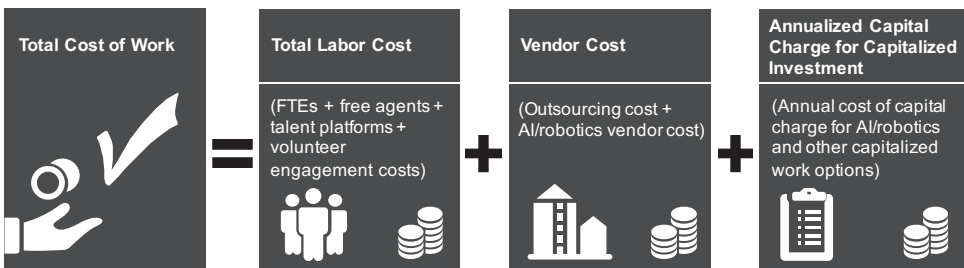 Total Cost of Work
=
Total Labor Cost
(FTEs + free agents +
talent platforms +
volunteer
engagement costs)
+
Vendor Cost
(Outsourcing cost +
AI/robotics vendor cost)
+
Annualized Capital
Charge for Capitalized
Investment
(Annual cost of capital
charge for AI/robotics
and other capitalized
work options)